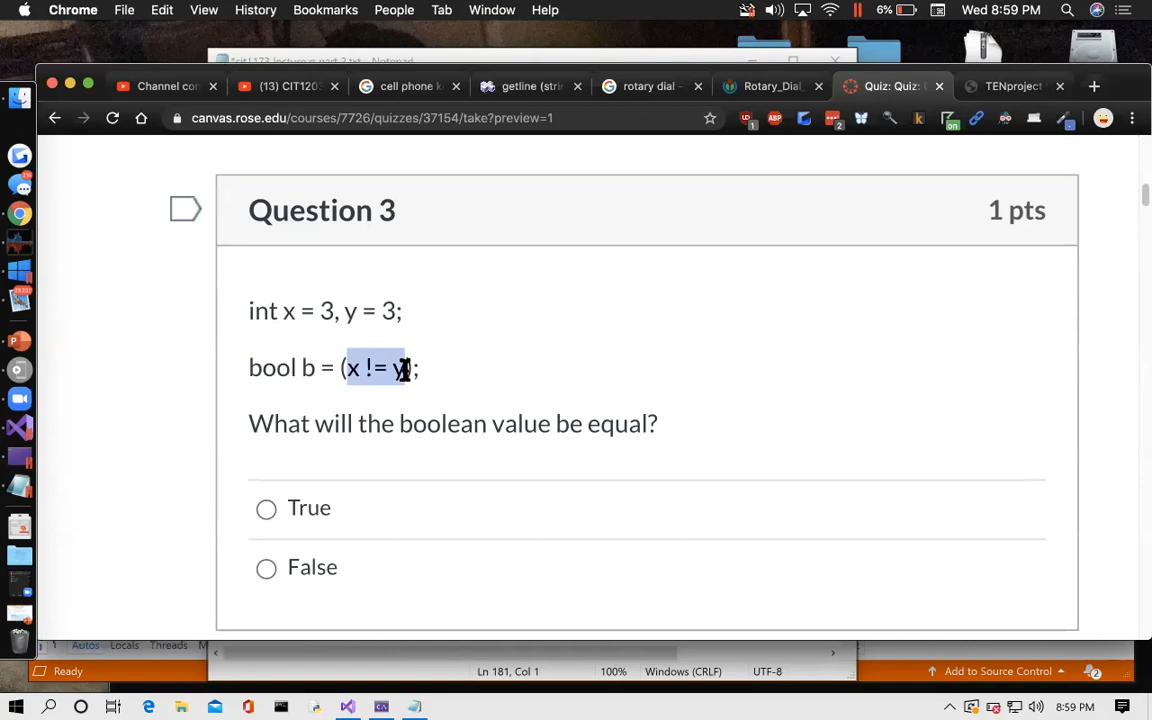 Chrome File Edit View History Bookmarks People Tab Window Help 6% Wed 8:59 PM
Channel con (13) CIT120 cell phone k getline (strin rotary dial - Rotary_Dial_ Quiz: Quiz: TENproject
canvas.rose.edu/courses/7726/quizzes/37154/take?preview=1
Question 3 1 pts
int x = 3, y = 3;
bool b = (x != y);
What will the boolean value be equal?
True
False
Autos Locals Threads
Ready Ln 181, Col 1 100% Windows (CRLF) UTF-8 Add to Source Control 2
8:59 PM